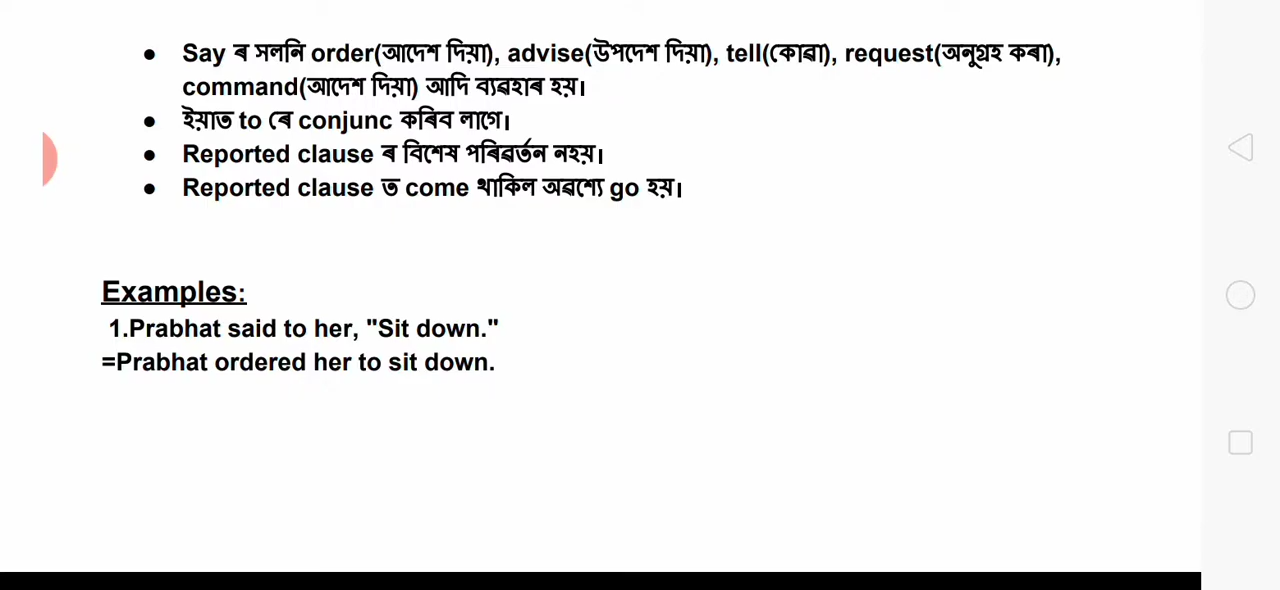 ● Say ৰ সলনি order(আদেশ দিয়া), advise(উপদেশ দিয়া), tell(কোৱা), request(অনুগ্ৰহ কৰা),
command(আদেশ দিয়া) আদি ব্যৱহাৰ হয়।
● ইয়াত to ৰে conjunc কৰিব লাগে।
● Reported clause ৰ বিশেষ পৰিৱৰ্তন নহয়।
● Reported clause ত come থাকিল অৱশ্যে go হয়।
Examples:
1.Prabhat said to her, "Sit down."
=Prabhat ordered her to sit down.